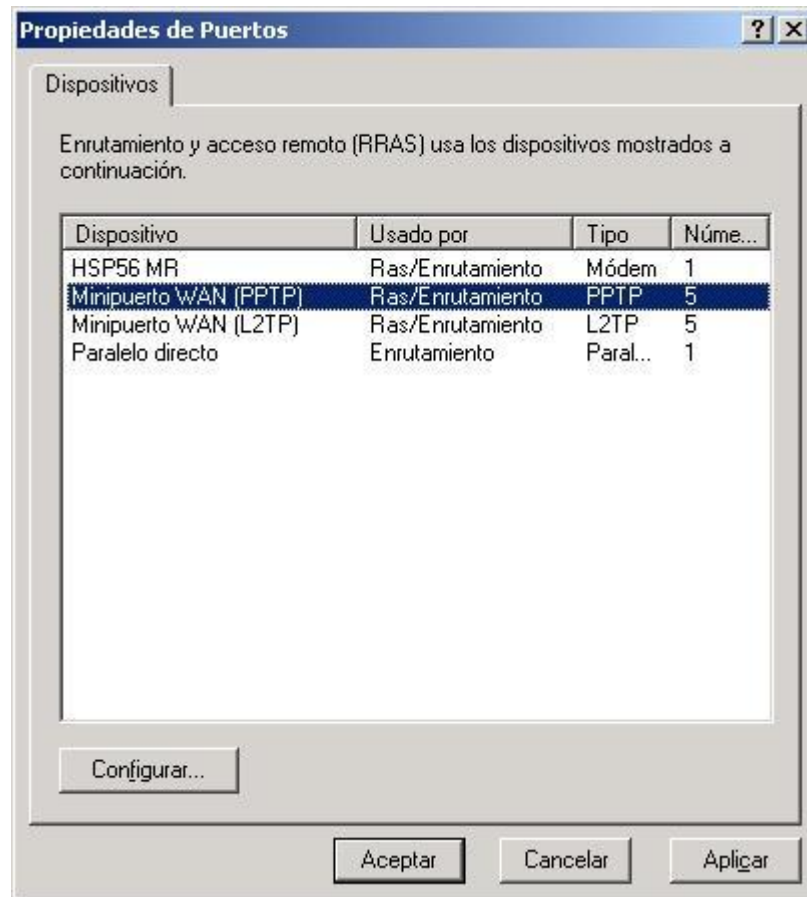 Propiedades de Puertos
Dispositivos
Enrutamiento y acceso remoto (RRAS) usa los dispositivos mostrados a
continuación.
Dispositivo Usado por Tipo Núme...
HSP56 MR Ras/Enrutamiento Módem 1
Minipuerto WAN (PPTP) Ras/Enrutamiento PPTP 5
Minipuerto WAN (L2TP) Ras/Enrutamiento L2TP 5
Paralelo directo Enrutamiento Paral... 1
Configurar...
Aceptar Cancelar Aplicar